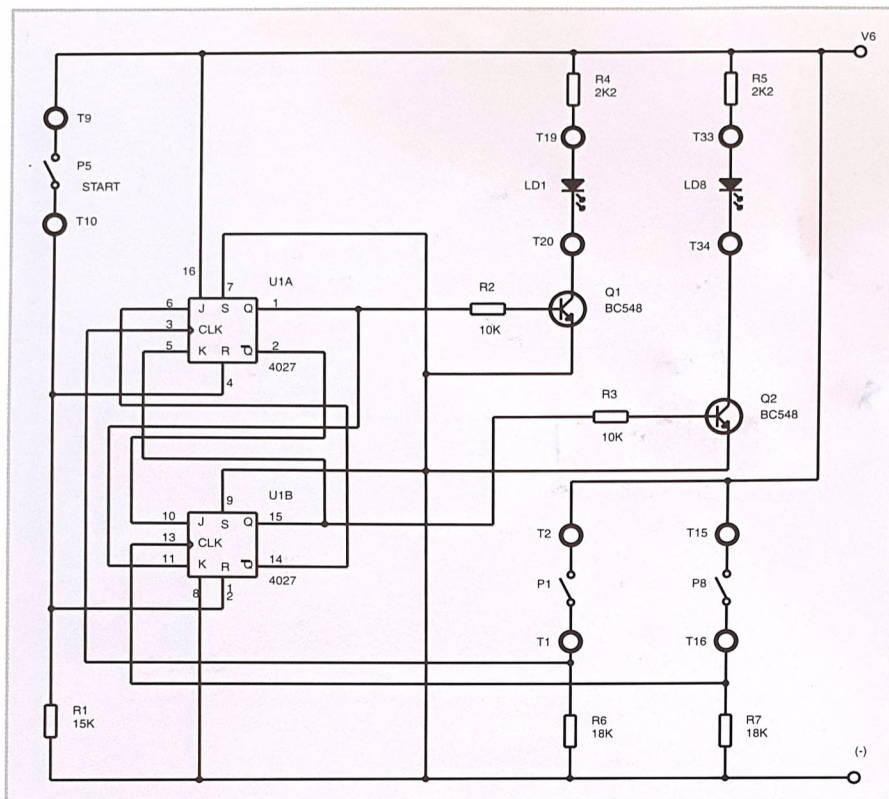 V6
R4
2K2
R5
2K2
T9
T19
T33
P5
START
LD1
LD8
T10
T20
T34
16
7
U1A
R2
Q1
BC548
6
J
S
Q
1
3
CLK
10K
5
K
R
Q
2
4027
4
R3
Q2
BC548
10K
9
U1B
10
J
S
Q
15
T2
T15
13
CLK
11
K
R
Q
14
4027
8
1
2
P1
P8
T1
T16
R1
15K
R6
18K
R7
18K
(-)